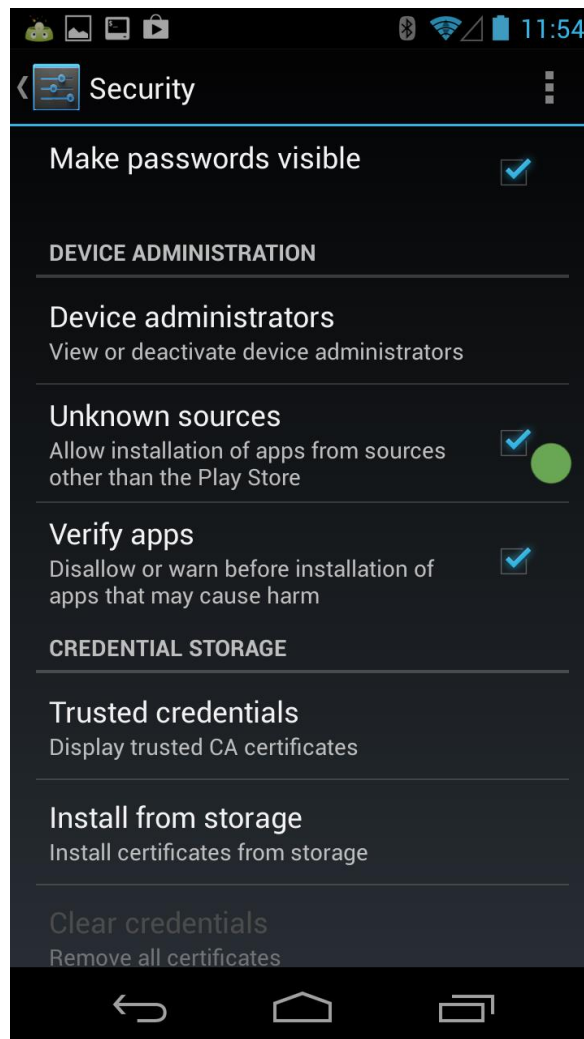 11:54
Security
Make passwords visible
DEVICE ADMINISTRATION
Device administrators
View or deactivate device administrators
Unknown sources
Allow installation of apps from sources
other than the Play Store
Verify apps
Disallow or warn before installation of
apps that may cause harm
CREDENTIAL STORAGE
Trusted credentials
Display trusted CA certificates
Install from storage
Install certificates from storage
Clear credentials
Remove all certificates